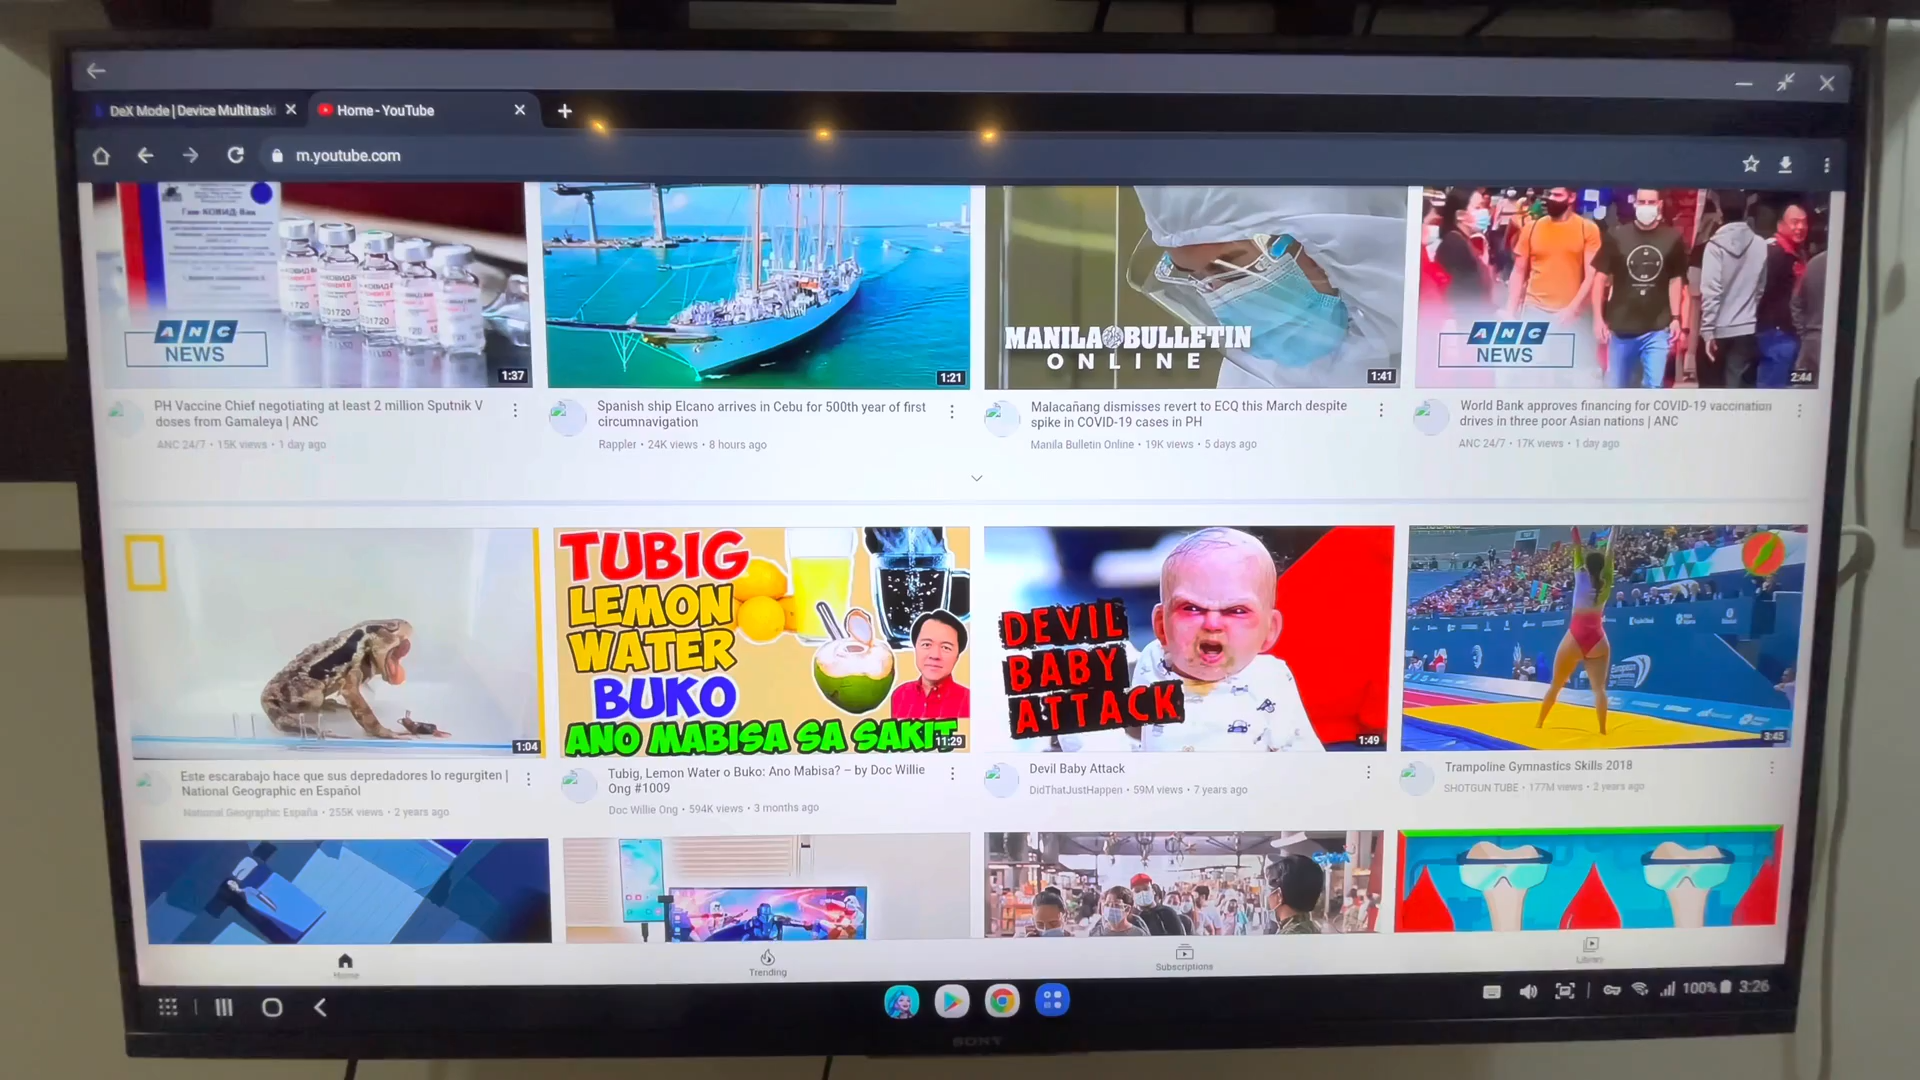 DeX Mode | Device Multitaski
Home - YouTube
m.youtube.com
Гам-КОВИД-Вак
ANC
NEWS
1:37
1:21
MANILA BULLETIN
ONLINE
1:41
ANC
NEWS
2:44
PH Vaccine Chief negotiating at least 2 million Sputnik V
doses from Gamaleya | ANC
ANC 24/7 • 15K views • 1 day ago
Spanish ship Elcano arrives in Cebu for 500th year of first
circumnavigation
Rappler • 24K views • 8 hours ago
Malacañang dismisses revert to ECQ this March despite
spike in COVID-19 cases in PH
Manila Bulletin Online • 19K views • 5 days ago
World Bank approves financing for COVID-19 vaccination
drives in three poor Asian nations | ANC
ANC 24/7 • 17K views • 1 day ago
1:04
TUBIG
LEMON
WATER
BUKO
ANO MABISA SA SAKIT
11:29
DEVIL
BABY
ATTACK
1:49
3:45
Este escarabajo hace que sus depredadores lo regurgiten |
National Geographic en Español
National Geographic España • 255K views • 2 years ago
Tubig, Lemon Water o Buko: Ano Mabisa? – by Doc Willie
Ong #1009
Doc Willie Ong • 594K views • 3 months ago
Devil Baby Attack
DidThatJustHappen • 59M views • 7 years ago
Trampoline Gymnastics Skills 2018
SHOTGUN TUBE • 177M views • 2 years ago
GMA
Home
Trending
Subscriptions
Library
100%
3:26
SONY